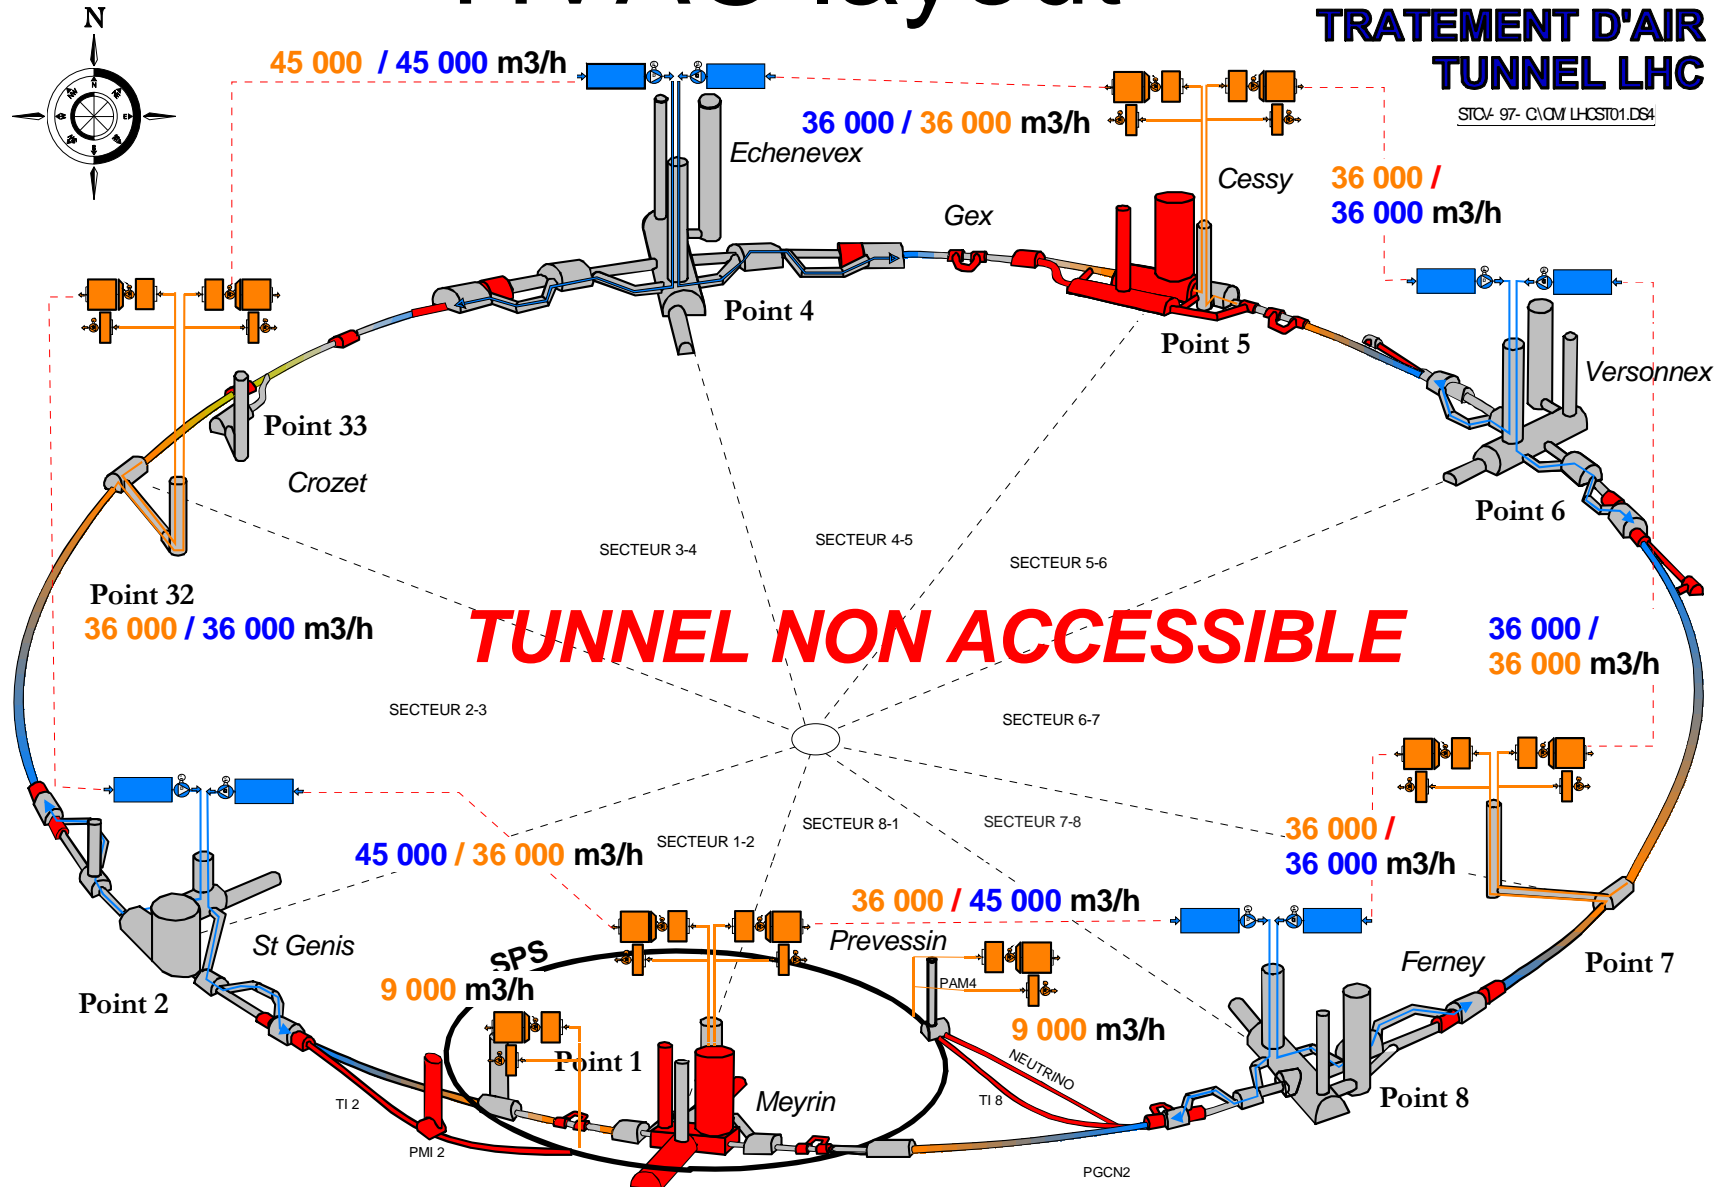 HVAC layout
TRATEMENT D'AIR
TUNNEL LHC
N
45 000 / 45 000 m3/h
36 000 / 36 000 m3/h
Echenevex
Cessy
36 000 /
36 000 m3/h
Gex
Point 4
Point 5
Versonnex
Point 33
Crozet
Point 6
SECTEUR 3-4
SECTEUR 4-5
SECTEUR 5-6
Point 32
36 000 / 36 000 m3/h
TUNNEL NON ACCESSIBLE
36 000 /
36 000 m3/h
SECTEUR 2-3
SECTEUR 6-7
SECTEUR 1-2
SECTEUR 8-1
SECTEUR 7-8
36 000 /
36 000 m3/h
45 000 / 36 000 m3/h
36 000 / 45 000 m3/h
St Genis
Prevessin
Ferney
Point 7
Point 2
SPS
9 000 m3/h
PAM4
9 000 m3/h
Point 1
NEUTRINO
Meyrin
TI 2
TI 8
Point 8
PMI 2
PGCN2